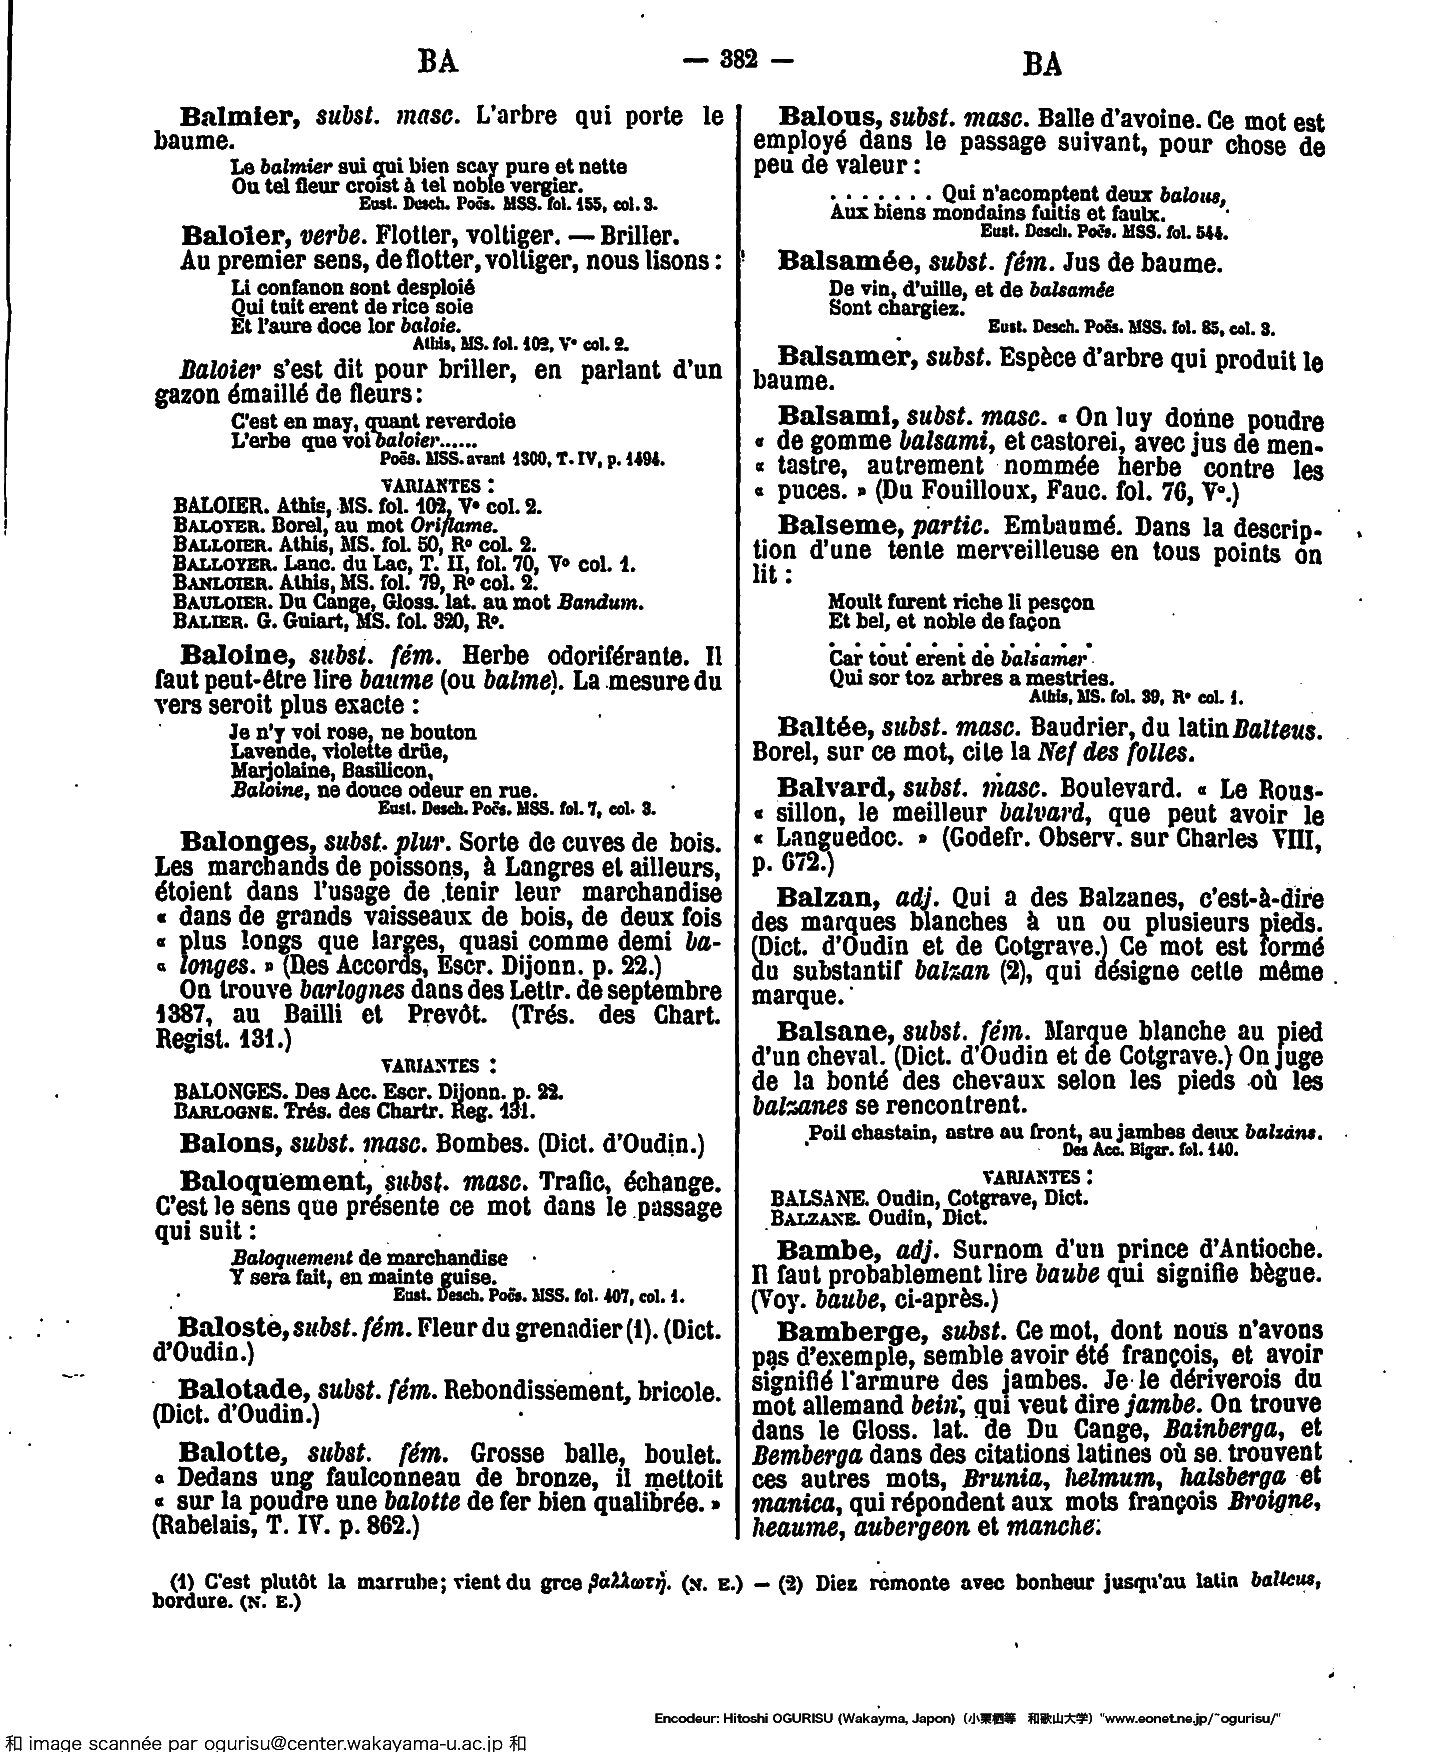 BA — 382 — BA
Balmier, subst. masc. L'arbre qui porte le
baume.
Le balmier sui qui bien scay pure et nette
Ou tel fleur croist à tel noble vergier.
Eust. Desch. Poës. MSS. fol. 155, col. 3.
Baloier, verbe. Flotter, voltiger. — Briller.
Au premier sens, de flotter, voltiger, nous lisons :
Li confanon sont desploié
Qui tuit erent de rice soie
Et l'aure doce lor baloie.
Athis, MS. fol. 102, V° col. 2.
Baloier s'est dit pour briller, en parlant d'un
gazon émaillé de fleurs :
C'est en may, quant reverdoie
L'erbe que voi baloier......
Poës. MSS. avant 1300, T. IV, p. 1494.
VARIANTES :
BALOIER. Athis, MS. fol. 102, V° col. 2.
BALOYER. Borel, au mot Oriflame.
BALLOIER. Athis, MS. fol. 50, R° col. 2.
BALLOYER. Lanc. du Lac, T. II, fol. 70, V° col. 1.
BANLOIER. Athis, MS. fol. 79, R° col. 2.
BAULOIER. Du Cange, Gloss. lat. au mot Bandum.
BALIER. G. Guiart, MS. fol. 320, R°.
Baloine, subst. fém. Herbe odoriférante. Il
faut peut-être lire baume (ou balme). La mesure du
vers seroit plus exacte :
Je n'y voi rose, ne bouton
Lavende, violette drüe,
Marjolaine, Basilicon,
Baloine, ne douce odeur en rue.
Eust. Desch. Poës. MSS. fol. 7, col. 3.
Balonges, subst. plur. Sorte de cuves de bois.
Les marchands de poissons, à Langres et ailleurs,
étoient dans l'usage de tenir leur marchandise
« dans de grands vaisseaux de bois, de deux fois
« plus longs que larges, quasi comme demi ba-
« longes. » (Des Accords, Escr. Dijonn. p. 22.)
On trouve barlognes dans des Lettr. de septembre
1387, au Bailli et Prevôt. (Trés. des Chart.
Regist. 131.)
VARIANTES :
BALONGES. Des Acc. Escr. Dijonn. p. 22.
BARLOGNE. Trés. des Chartr. Reg. 131.
Balons, subst. masc. Bombes. (Dict. d'Oudin.)
Baloquement, subst. masc. Trafic, échange.
C'est le sens que présente ce mot dans le passage
qui suit :
Baloquement de marchandise
Y sera fait, en mainte guise.
Eust. Desch. Poës. MSS. fol. 407, col. 1.
Baloste, subst. fém. Fleur du grenadier (1). (Dict.
d'Oudin.)
Balotade, subst. fém. Rebondissement, bricole.
(Dict. d'Oudin.)
Balotte, subst. fém. Grosse balle, boulet.
« Dedans ung faulconneau de bronze, il mettoit
« sur la poudre une balotte de fer bien qualibrée. »
(Rabelais, T. IV. p. 862.)
Balous, subst. masc. Balle d'avoine. Ce mot est
employé dans le passage suivant, pour chose de
peu de valeur :
. . . . . . . Qui n'acomptent deux balous,
Aux biens mondains fuitis et faulx.
Eust. Desch. Poës. MSS. fol. 544.
Balsamée, subst. fém. Jus de baume.
De vin, d'uille, et de balsamée
Sont chargiez.
Eust. Desch. Poës. MSS. fol. 85, col. 3.
Balsamer, subst. Espèce d'arbre qui produit le
baume.
Balsami, subst. masc. « On luy donne poudre
« de gomme balsami, et castorei, avec jus de men-
« tastre, autrement nommée herbe contre les
« puces. » (Du Fouilloux, Fauc. fol. 76, V°.)
Balseme, partic. Embaumé. Dans la descrip-
tion d'une tente merveilleuse en tous points on
lit :
Moult furent riche li pesçon
Et bel, et noble de façon
. . . . . . . . . . . .
Car tout erent de balsamer
Qui sor toz arbres a mestries.
Athis, MS. fol. 39, R° col. 1.
Baltée, subst. masc. Baudrier, du latin Balteus.
Borel, sur ce mot, cite la Nef des folles.
Balvard, subst. masc. Boulevard. « Le Rous-
« sillon, le meilleur balvard, que peut avoir le
« Languedoc. » (Godefr. Observ. sur Charles VIII,
p. 672.)
Balzan, adj. Qui a des Balzanes, c'est-à-dire
des marques blanches à un ou plusieurs pieds.
(Dict. d'Oudin et de Cotgrave.) Ce mot est formé
du substantif balzan (2), qui désigne cette même
marque.
Balsane, subst. fém. Marque blanche au pied
d'un cheval. (Dict. d'Oudin et de Cotgrave.) On juge
de la bonté des chevaux selon les pieds où les
balzanes se rencontrent.
Poil chastain, astre au front, au jambes deux balzans.
Des Acc. Bigar. fol. 140.
VARIANTES :
BALSANE. Oudin, Cotgrave, Dict.
BALZANE. Oudin, Dict.
Bambe, adj. Surnom d'un prince d'Antioche.
Il faut probablement lire baube qui signifie bègue.
(Voy. baube, ci-après.)
Bamberge, subst. Ce mot, dont nous n'avons
pas d'exemple, semble avoir été françois, et avoir
signifié l'armure des jambes. Je le dériverois du
mot allemand bein, qui veut dire jambe. On trouve
dans le Gloss. lat. de Du Cange, Bainberga, et
Bemberga dans des citations latines où se trouvent
ces autres mots, Brunia, helmum, halsberga et
manica, qui répondent aux mots françois Broigne,
heaume, aubergeon et manche.
(1) C'est plutôt la marrube ; vient du grce βαλλωτή. (N. E.) — (2) Diez remonte avec bonheur jusqu'au latin balteus,
bordure. (N. E.)
Encodeur: Hitoshi OGURISU (Wakayma, Japon) (小栗栖等 和歌山大学) "www.eonet.ne.jp/~ogurisu/"
和 image scannée par ogurisu@center.wakayama-u.ac.jp 和